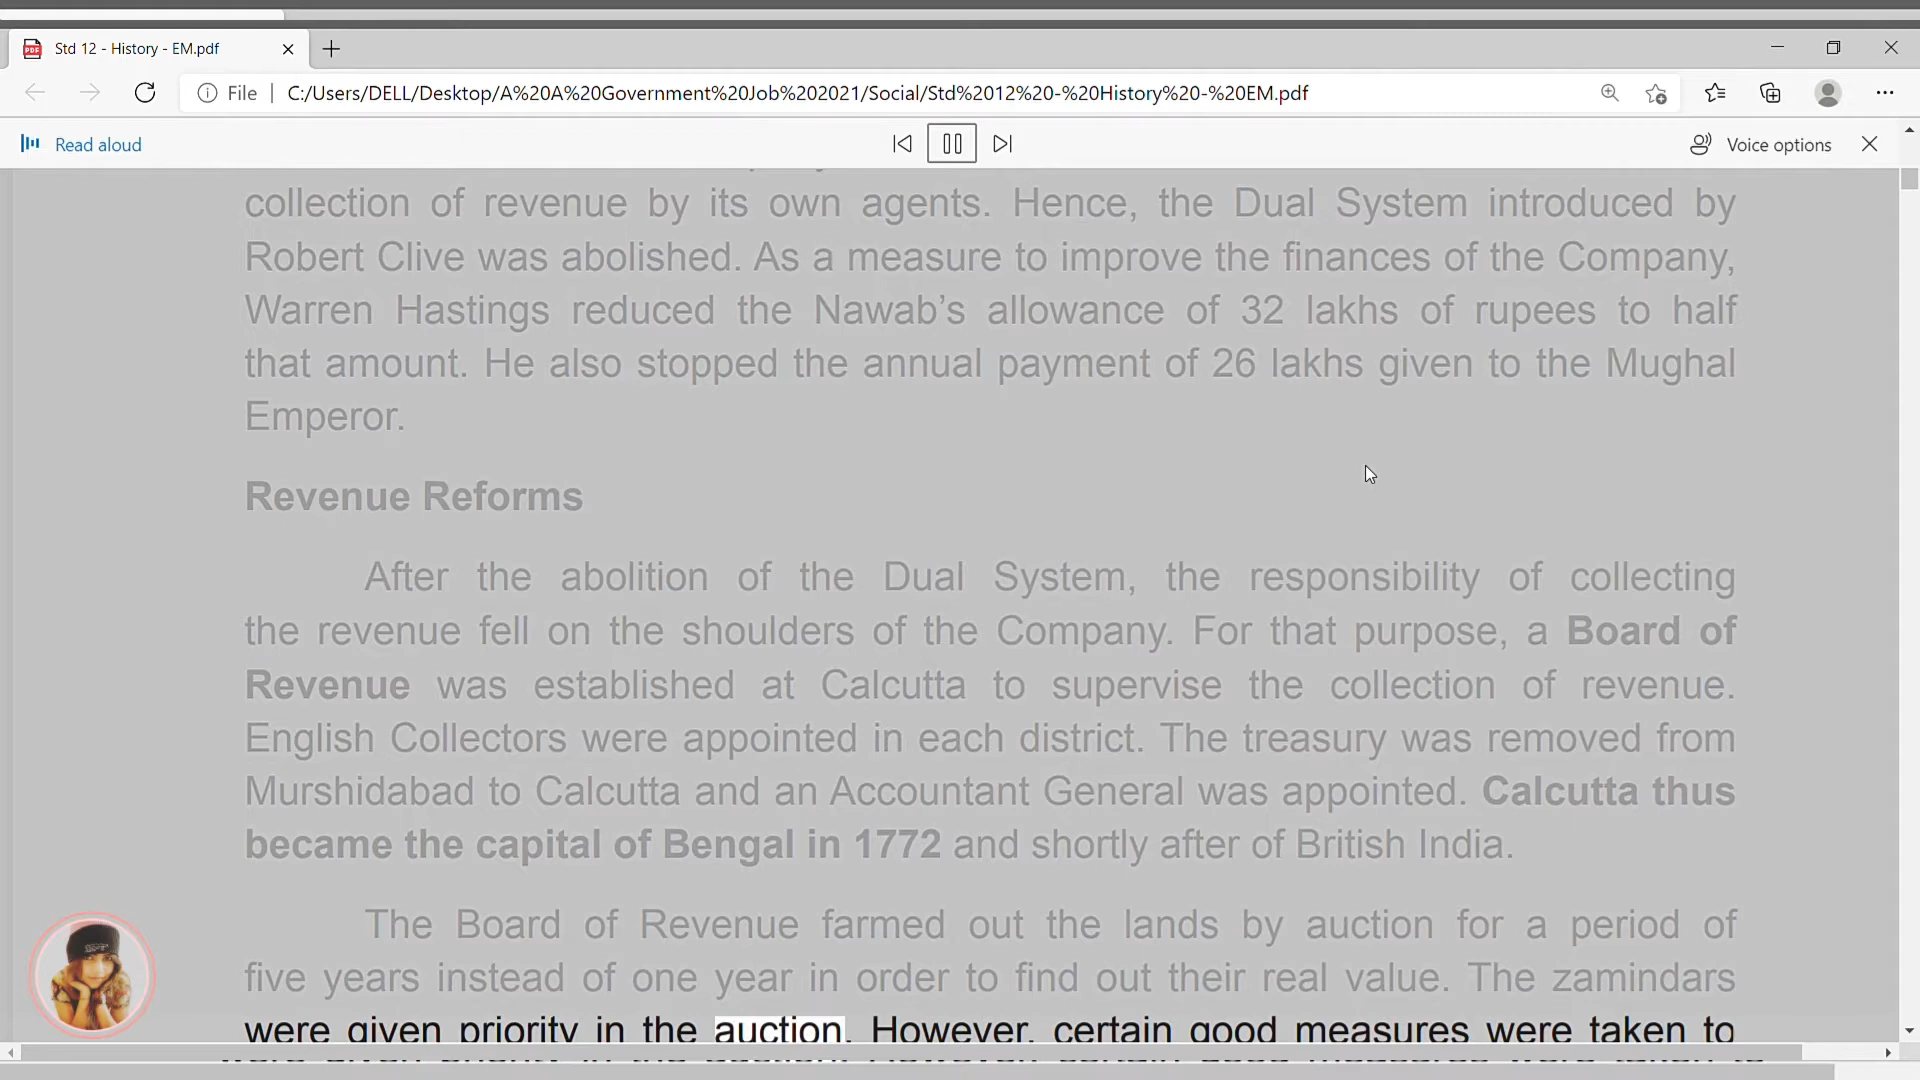 Std 12 - History - EM.pdf
File | C:/Users/DELL/Desktop/A%20A%20Government%20Job%202021/Social/Std%2012%20-%20History%20-%20EM.pdf
Read aloud
Voice options
collection of revenue by its own agents. Hence, the Dual System introduced by
Robert Clive was abolished. As a measure to improve the finances of the Company,
Warren Hastings reduced the Nawab’s allowance of 32 lakhs of rupees to half
that amount. He also stopped the annual payment of 26 lakhs given to the Mughal
Emperor.
Revenue Reforms
After the abolition of the Dual System, the responsibility of collecting
the revenue fell on the shoulders of the Company. For that purpose, a Board of
Revenue was established at Calcutta to supervise the collection of revenue.
English Collectors were appointed in each district. The treasury was removed from
Murshidabad to Calcutta and an Accountant General was appointed. Calcutta thus
became the capital of Bengal in 1772 and shortly after of British India.
The Board of Revenue farmed out the lands by auction for a period of
five years instead of one year in order to find out their real value. The zamindars
were given priority in the auction. However, certain good measures were taken to